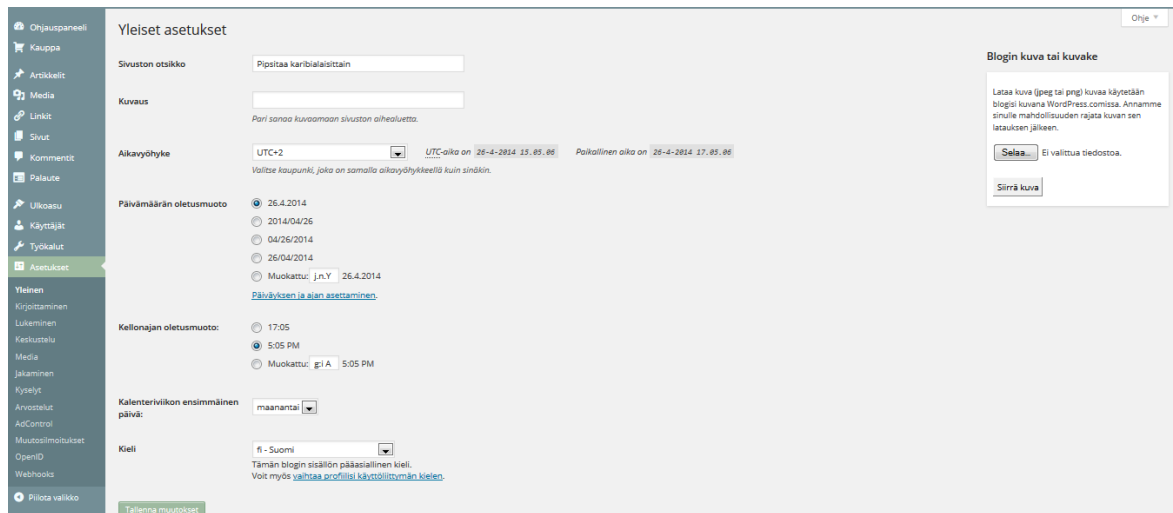 Ohjauspaneeli
Kauppa
Artikkelit
Media
Linkit
Sivut
Kommentit
Palaute
Ulkoasu
Käyttäjät
Työkalut
Asetukset
Yleinen
Kirjoittaminen
Lukeminen
Keskustelu
Media
Jakaminen
Kyselyt
Arvostelut
AdControl
Muutosilmoitukset
OpenID
Webhooks
Piilota valikko
Ohje
Yleiset asetukset
Sivuston otsikko
Pipsitaa karibialaisittain
Kuvaus
Pari sanaa kuvaamaan sivuston aihealuetta.
Aikavyöhyke
UTC+2 UTC-aika on 26-4-2014 15.05.06 Paikallinen aika on 26-4-2014 17.05.06
Valitse kaupunki, joka on samalla aikavyöhykkeellä kuin sinäkin.
Päivämäärän oletusmuoto
26.4.2014
2014/04/26
04/26/2014
26/04/2014
Muokattu: j.n.Y 26.4.2014
Päiväyksen ja ajan asettaminen.
Kellonajan oletusmuoto:
17:05
5:05 PM
Muokattu: g:i A 5:05 PM
Kalenteriviikon ensimmäinen
päivä:
maanantai
Kieli
fi - Suomi
Tämän blogin sisällön pääasiallinen kieli.
Voit myös vaihtaa profiilisi käyttöliittymän kielen.
Tallenna muutokset
Blogin kuva tai kuvake
Lataa kuva (jpeg tai png) kuvaa käytetään
blogisi kuvana WordPress.comissa. Annamme
sinulle mahdollisuuden rajata kuvan sen
latauksen jälkeen.
Selaa... Ei valittua tiedostoa.
Siirrä kuva